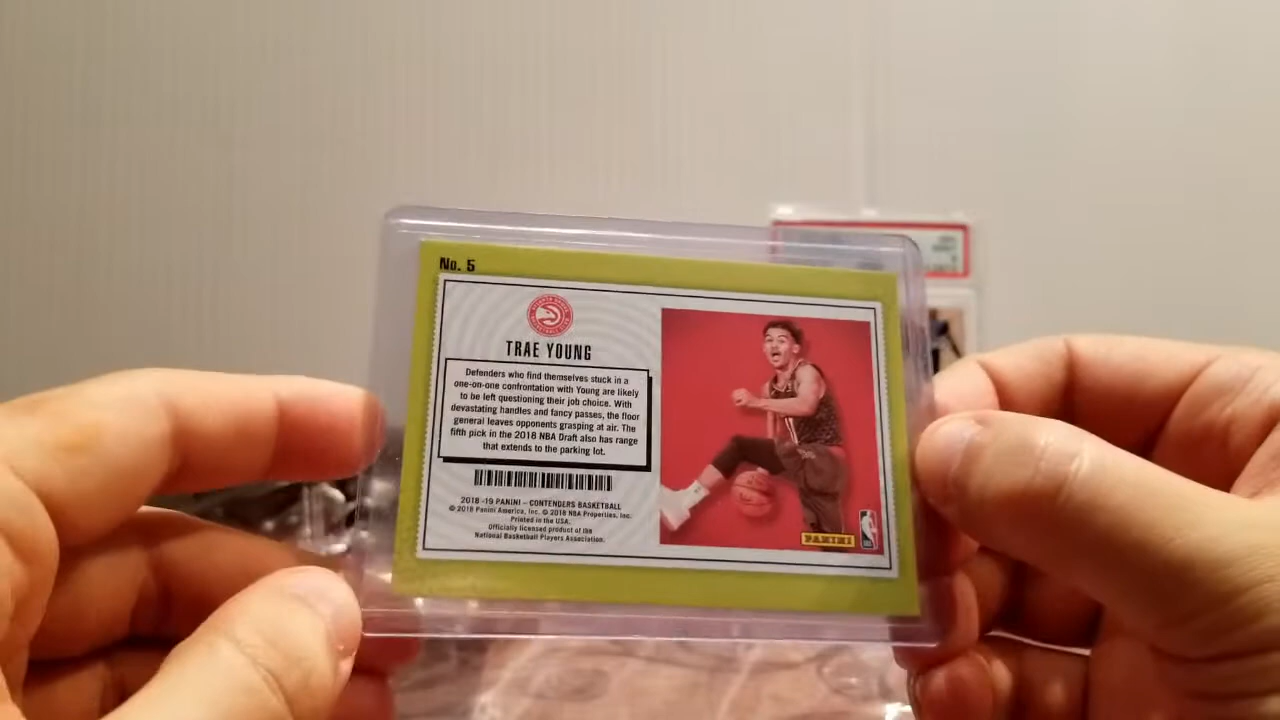 No. 5
TRAE YOUNG
Defenders who find themselves stuck in a
one-on-one confrontation with Young are likely
to be left questioning their job choice. With
devastating handles and fancy passes, the floor
general leaves opponents grasping at air. The
fifth pick in the 2018 NBA Draft also has range
that extends to the parking lot.
2018-19 PANINI – CONTENDERS BASKETBALL
© 2018 Panini America, Inc. © 2018 NBA Properties, Inc.
Printed in the USA.
Officially licensed product of the
National Basketball Players Association.
PANINI